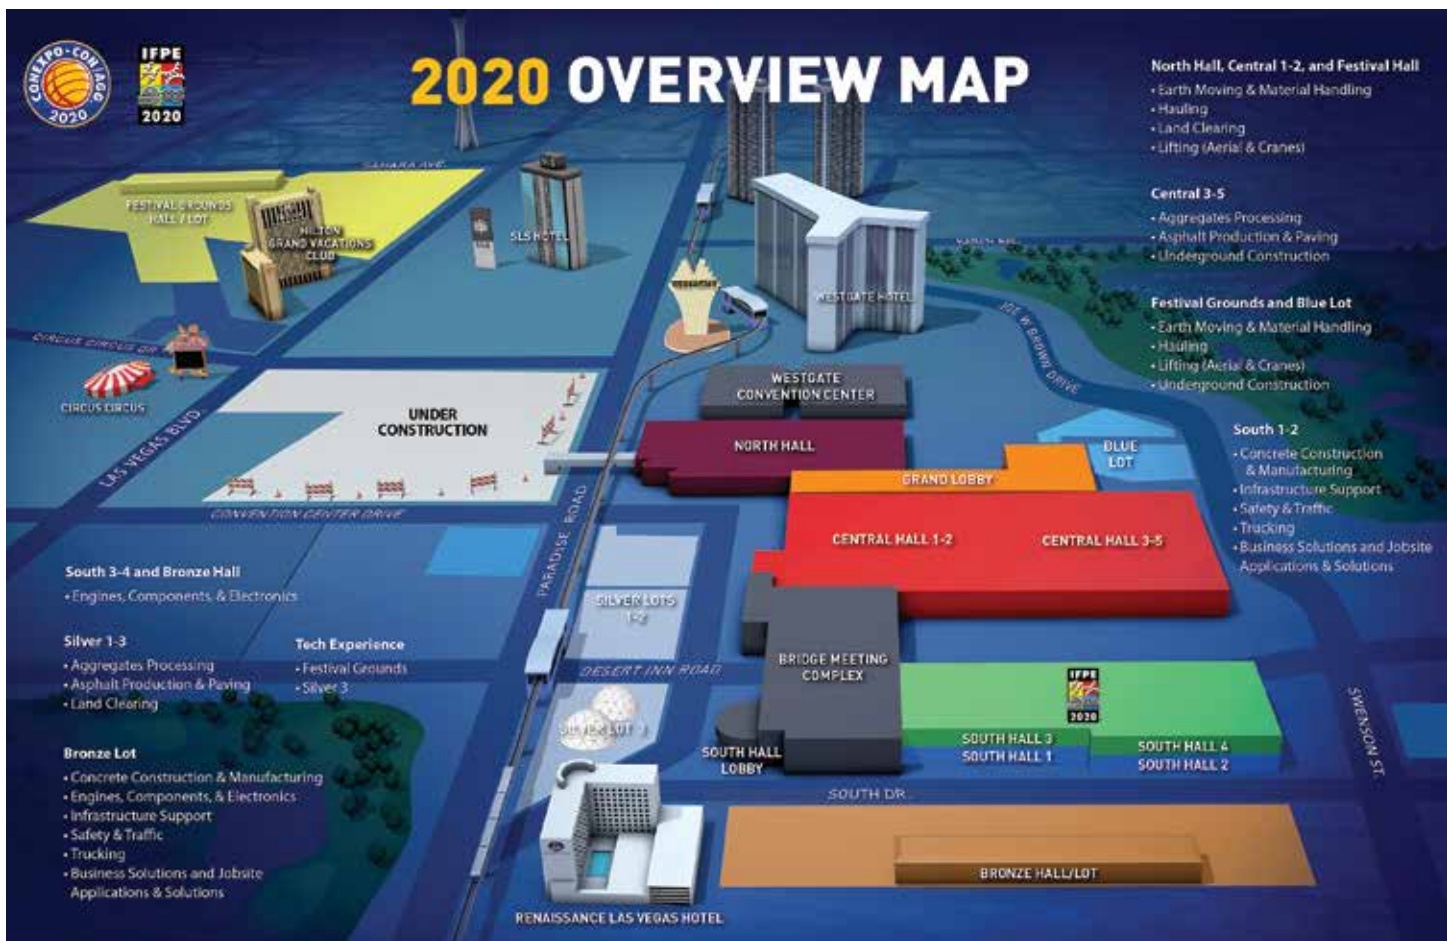 CONEXPO-CON/AGG
2020
IFPE
2020
2020 OVERVIEW MAP
North Hall, Central 1-2, and Festival Hall
• Earth Moving & Material Handling
• Hauling
• Land Clearing
• Lifting (Aerial & Cranes)
Central 3-5
• Aggregates Processing
• Asphalt Production & Paving
• Underground Construction
Festival Grounds and Blue Lot
• Earth Moving & Material Handling
• Hauling
• Lifting (Aerial & Cranes)
• Underground Construction
South 1-2
• Concrete Construction
& Manufacturing
• Infrastructure Support
• Safety & Traffic
• Trucking
• Business Solutions and Jobsite
Applications & Solutions
SAHARA AVE.
FESTIVAL GROUNDS
HALL / LOT
HILTON
GRAND VACATIONS
CLUB
SLS HOTEL
WESTGATE HOTEL
JOE W BROWN DRIVE
CIRCUS CIRCUS DR
CIRCUS CIRCUS
LAS VEGAS BLVD
UNDER
CONSTRUCTION
WESTGATE
CONVENTION CENTER
NORTH HALL
BLUE
LOT
GRAND LOBBY
CONVENTION CENTER DRIVE
PARADISE ROAD
CENTRAL HALL 1-2
CENTRAL HALL 3-5
SILVER LOTS
1-2
DESERT INN ROAD
BRIDGE MEETING
COMPLEX
IFPE
2020
SILVER LOT 3
SOUTH HALL
LOBBY
SOUTH HALL 3
SOUTH HALL 1
SOUTH HALL 4
SOUTH HALL 2
SWENSON ST.
SOUTH DR.
BRONZE HALL/LOT
RENAISSANCE LAS VEGAS HOTEL
South 3-4 and Bronze Hall
• Engines, Components, & Electronics
Silver 1-3
• Aggregates Processing
• Asphalt Production & Paving
• Land Clearing
Tech Experience
• Festival Grounds
• Silver 3
Bronze Lot
• Concrete Construction & Manufacturing
• Engines, Components, & Electronics
• Infrastructure Support
• Safety & Traffic
• Trucking
• Business Solutions and Jobsite
Applications & Solutions